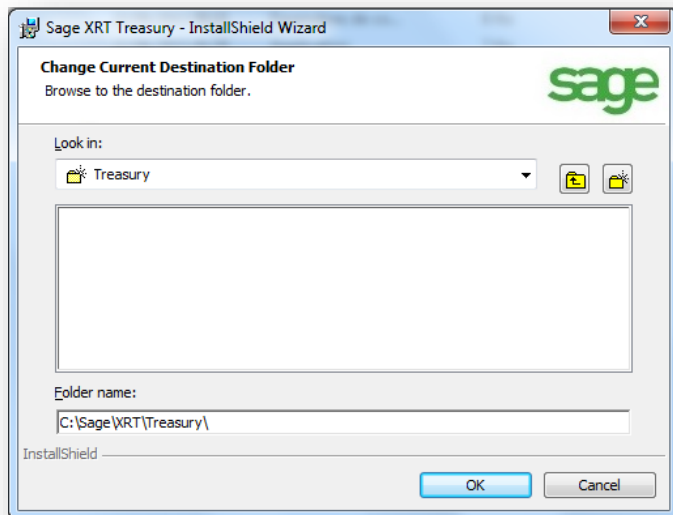 Sage XRT Treasury - InstallShield Wizard
Change Current Destination Folder
Browse to the destination folder.
sage
Look in:
Treasury
Folder name:
C:\Sage\XRT\Treasury\
InstallShield
OK Cancel